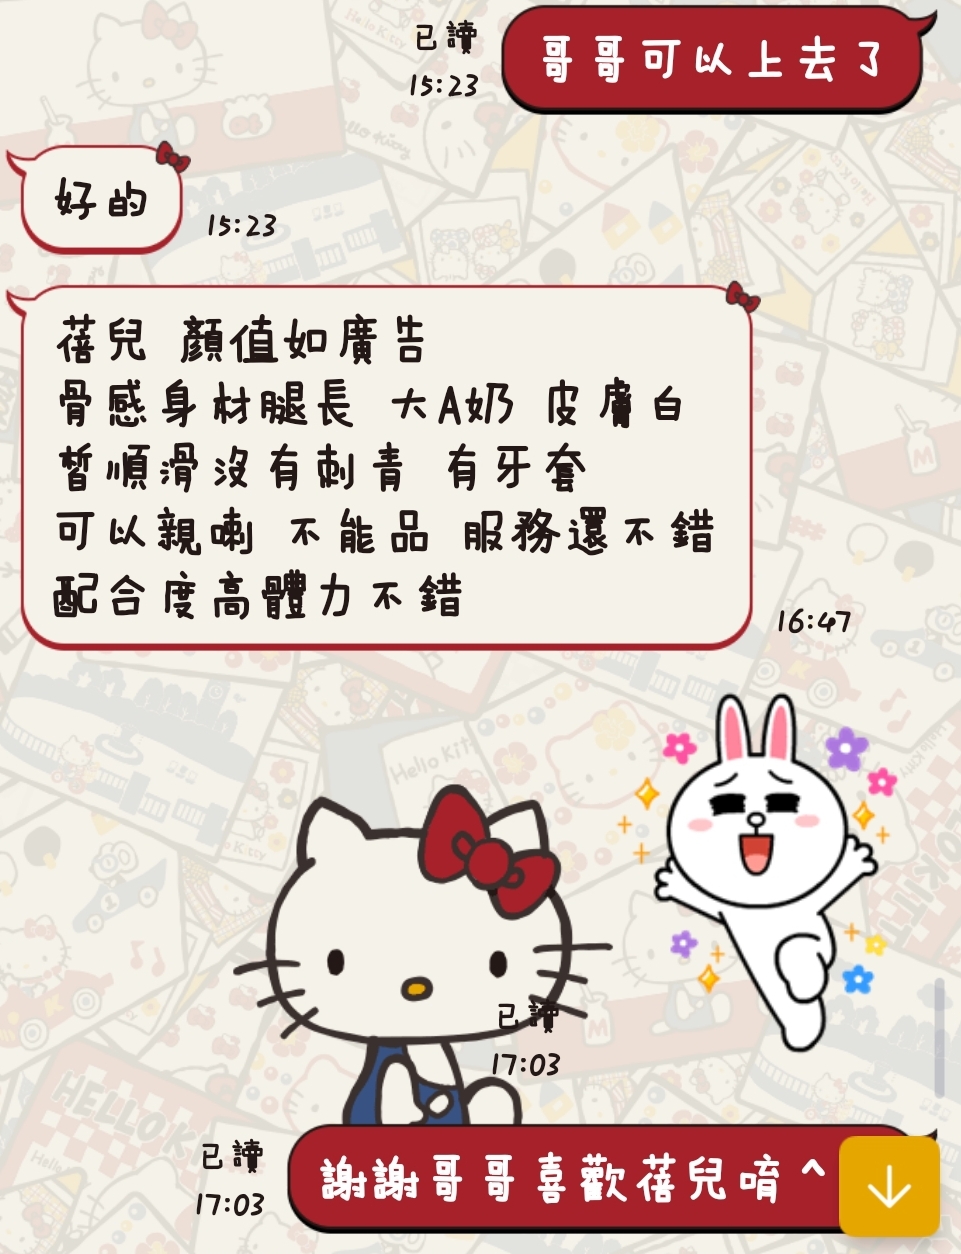 已讀
15:23
哥哥可以上去了
好的
15:23
蓓兒 顏值如廣告
骨感身材腿長 大A奶 皮膚白
皙順滑沒有刺青 有牙套
可以親喇 不能品 服務還不錯
配合度高體力不錯
16:47
已讀
17:03
已讀
17:03
謝謝哥哥喜歡蓓兒唷^